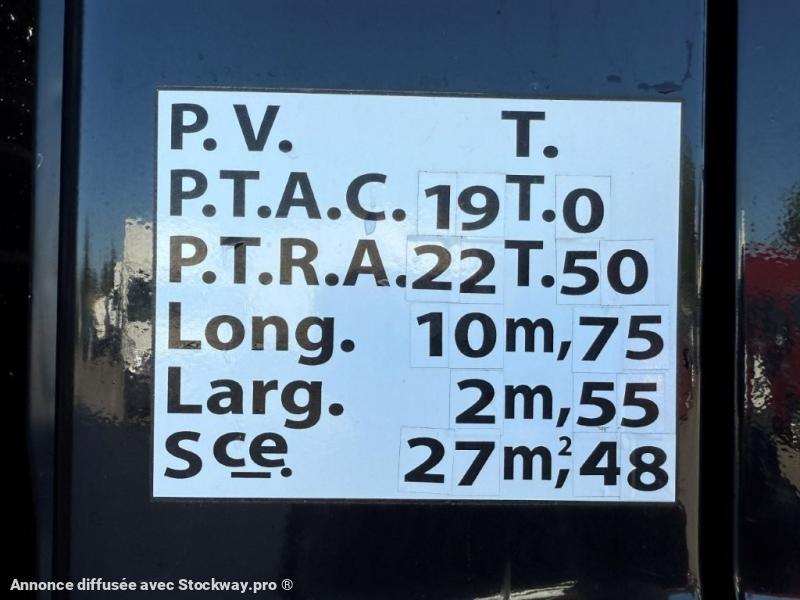 P.V. T.
P.T.A.C. 19T.0
P.T.R.A. 22T.50
Long. 10m,75
Larg. 2m,55
Sce. 27m²,48
Annonce diffusée avec Stockway.pro ®